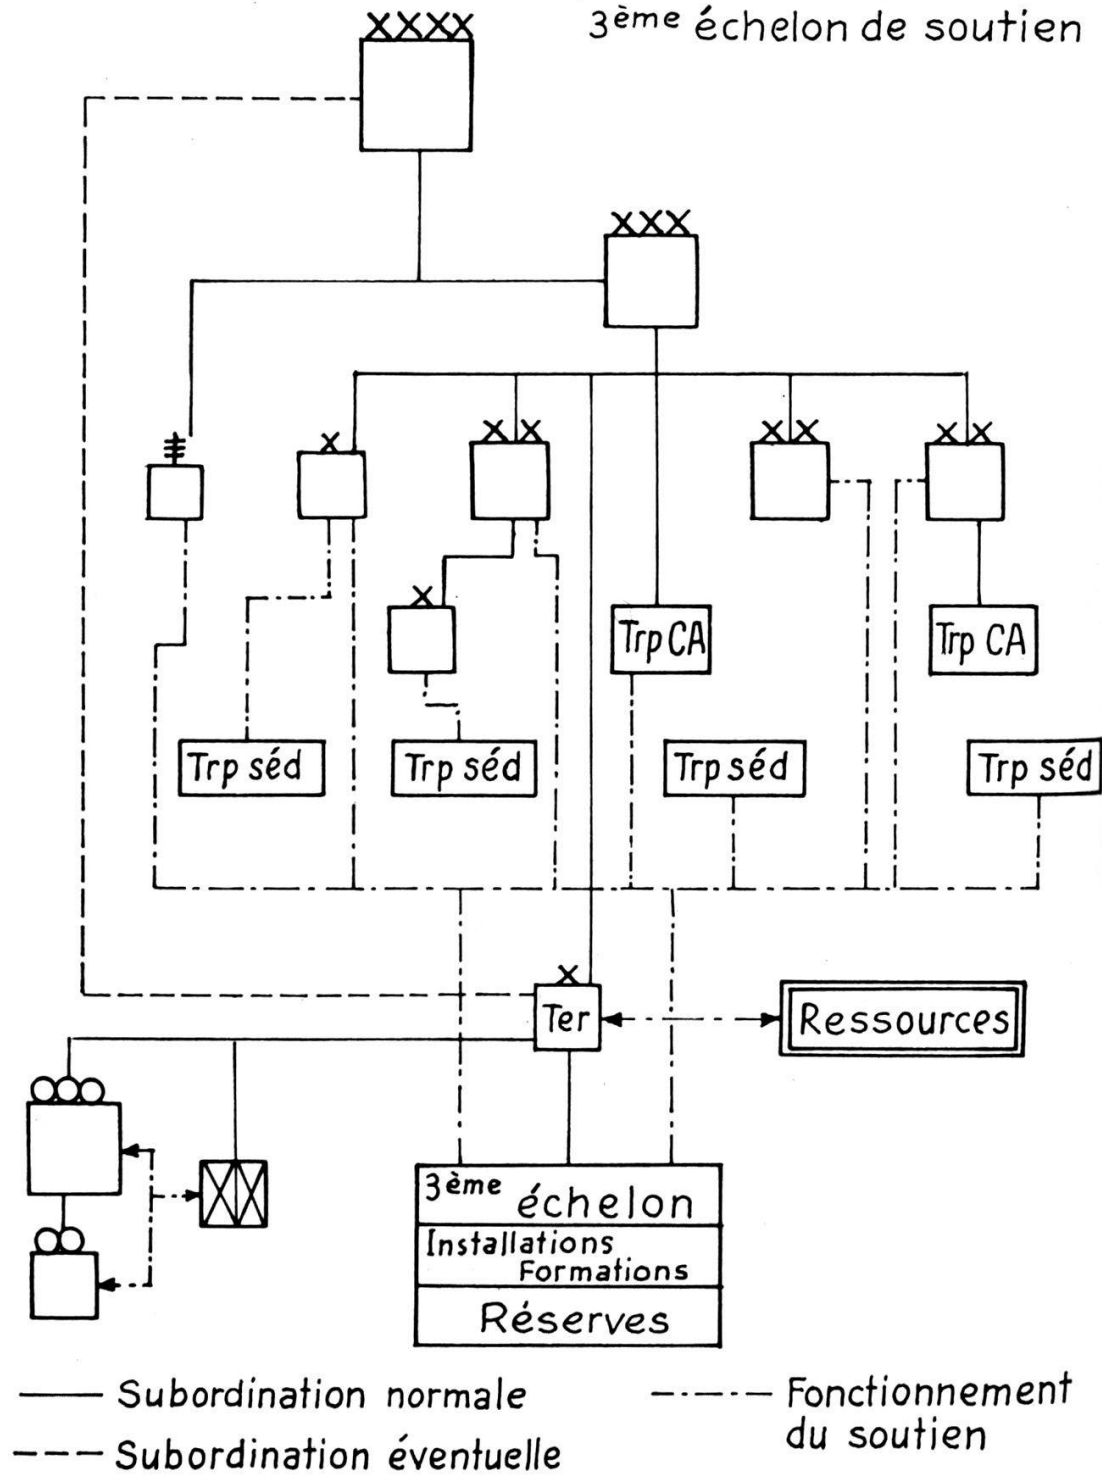 3ème échelon de soutien
XXXX
XXX
X
XX
XX
XX
X
Trp CA
Trp CA
Trp séd
Trp séd
Trp séd
Trp séd
X
Ter
Ressources
3ème échelon
Installations
Formations
Réserves
Subordination normale
Fonctionnement
du soutien
Subordination éventuelle